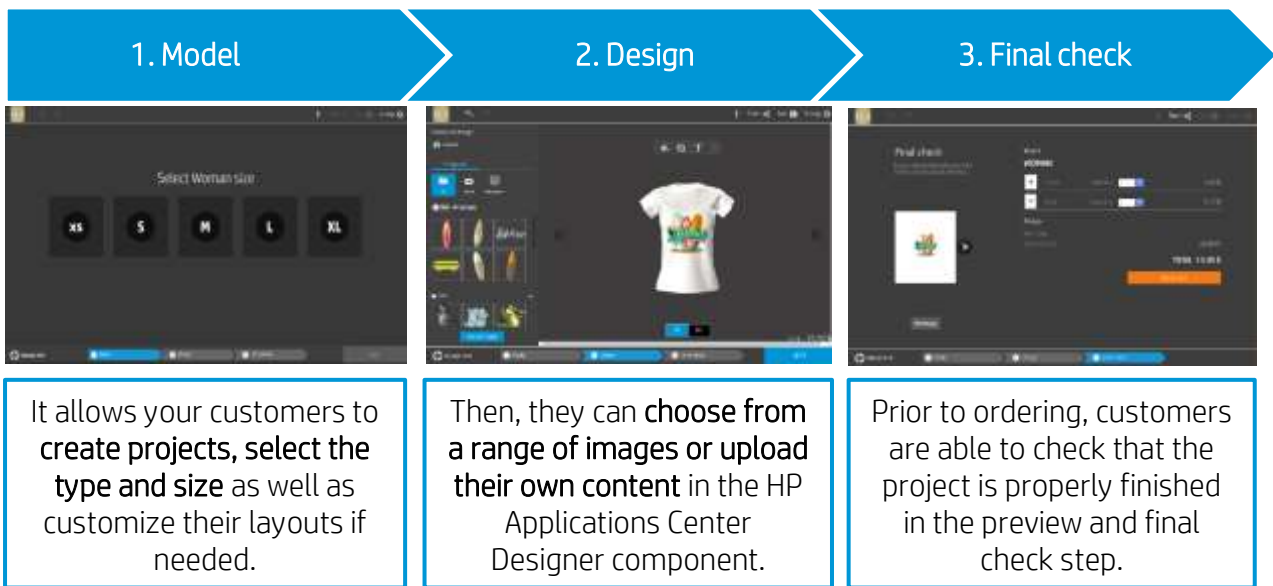 1. Model
2. Design
3. Final check
Select Woman size
xs
S
M
L
XL
Final check
It allows your customers to
create projects, select the
type and size as well as
customize their layouts if
needed.
Then, they can choose from
a range of images or upload
their own content in the HP
Applications Center
Designer component.
Prior to ordering, customers
are able to check that the
project is properly finished
in the preview and final
check step.